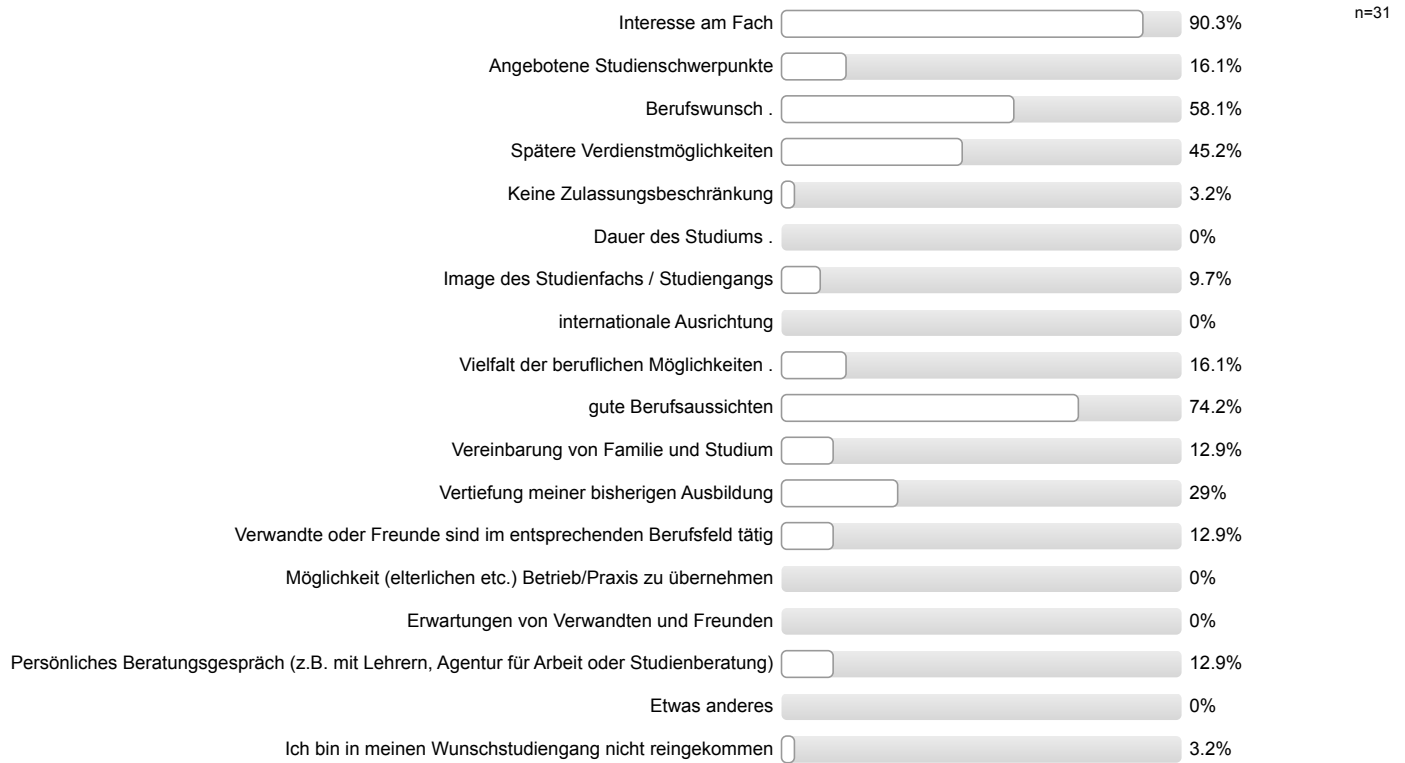 n=31
Interesse am Fach 90.3%
Angebotene Studienschwerpunkte 16.1%
Berufswunsch . 58.1%
Spätere Verdienstmöglichkeiten 45.2%
Keine Zulassungsbeschränkung 3.2%
Dauer des Studiums . 0%
Image des Studienfachs / Studiengangs 9.7%
internationale Ausrichtung 0%
Vielfalt der beruflichen Möglichkeiten . 16.1%
gute Berufsaussichten 74.2%
Vereinbarung von Familie und Studium 12.9%
Vertiefung meiner bisherigen Ausbildung 29%
Verwandte oder Freunde sind im entsprechenden Berufsfeld tätig 12.9%
Möglichkeit (elterlichen etc.) Betrieb/Praxis zu übernehmen 0%
Erwartungen von Verwandten und Freunden 0%
Persönliches Beratungsgespräch (z.B. mit Lehrern, Agentur für Arbeit oder Studienberatung) 12.9%
Etwas anderes 0%
Ich bin in meinen Wunschstudiengang nicht reingekommen 3.2%